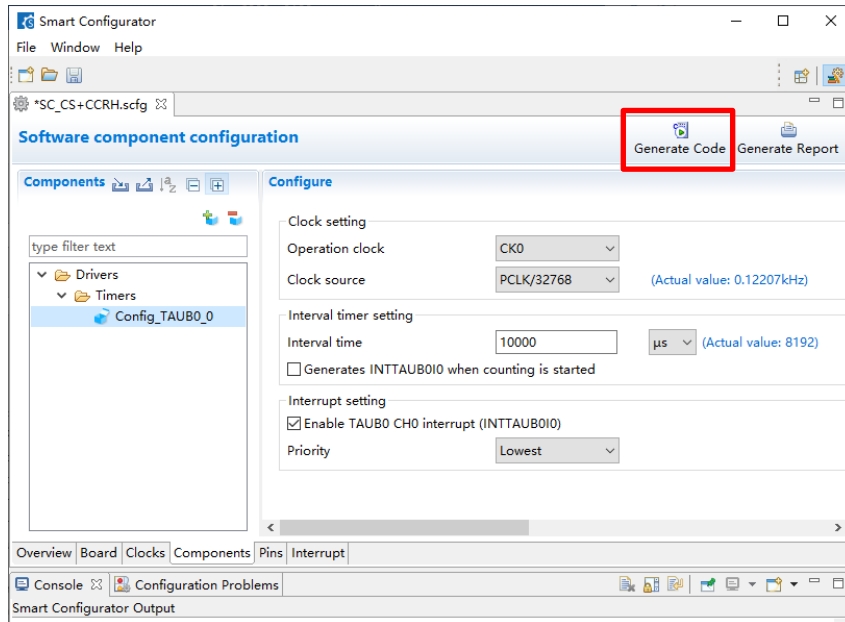 Smart Configurator
File Window Help
*SC_CS+CCRH.scfg
Software component configuration
Generate Code
Generate Report
Components
Configure
type filter text
Drivers
Timers
Config_TAUB0_0
Clock setting
Operation clock CK0
Clock source PCLK/32768 (Actual value: 0.12207kHz)
Interval timer setting
Interval time 10000 µs (Actual value: 8192)
Generates INTTAUB0I0 when counting is started
Interrupt setting
Enable TAUB0 CH0 interrupt (INTTAUB0I0)
Priority Lowest
Overview Board Clocks Components Pins Interrupt
Console Configuration Problems
Smart Configurator Output